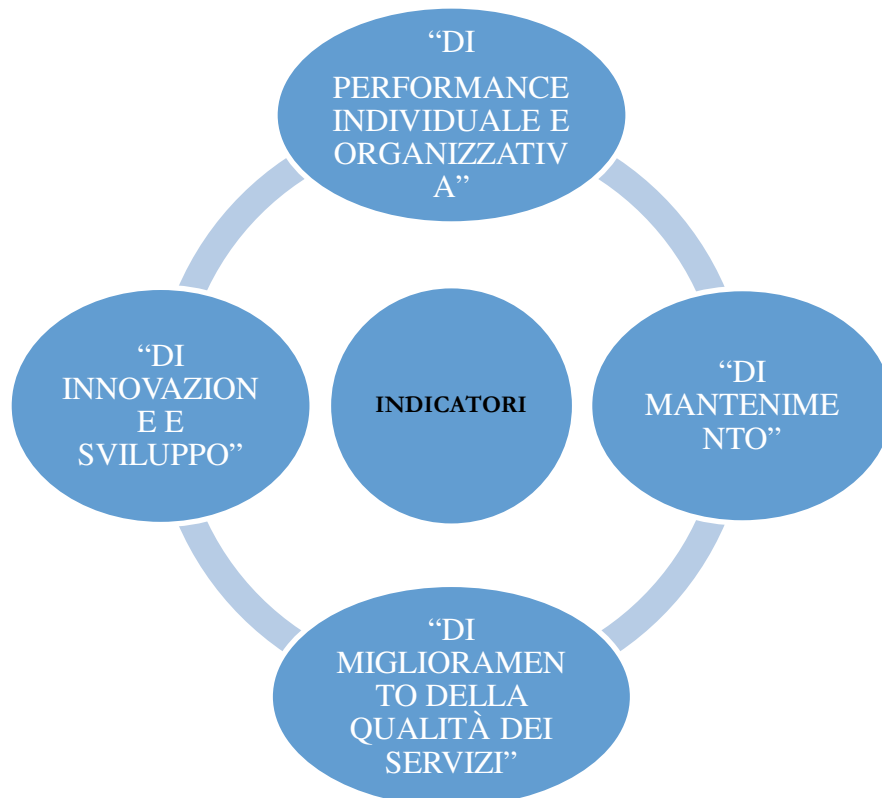 “DI
PERFORMANCE
INDIVIDUALE E
ORGANIZZATIV
A”
“DI
INNOVAZION
E E
SVILUPPO”
INDICATORI
“DI
MANTENIME
NTO”
“DI
MIGLIORAMEN
TO DELLA
QUALITÀ DEI
SERVIZI”